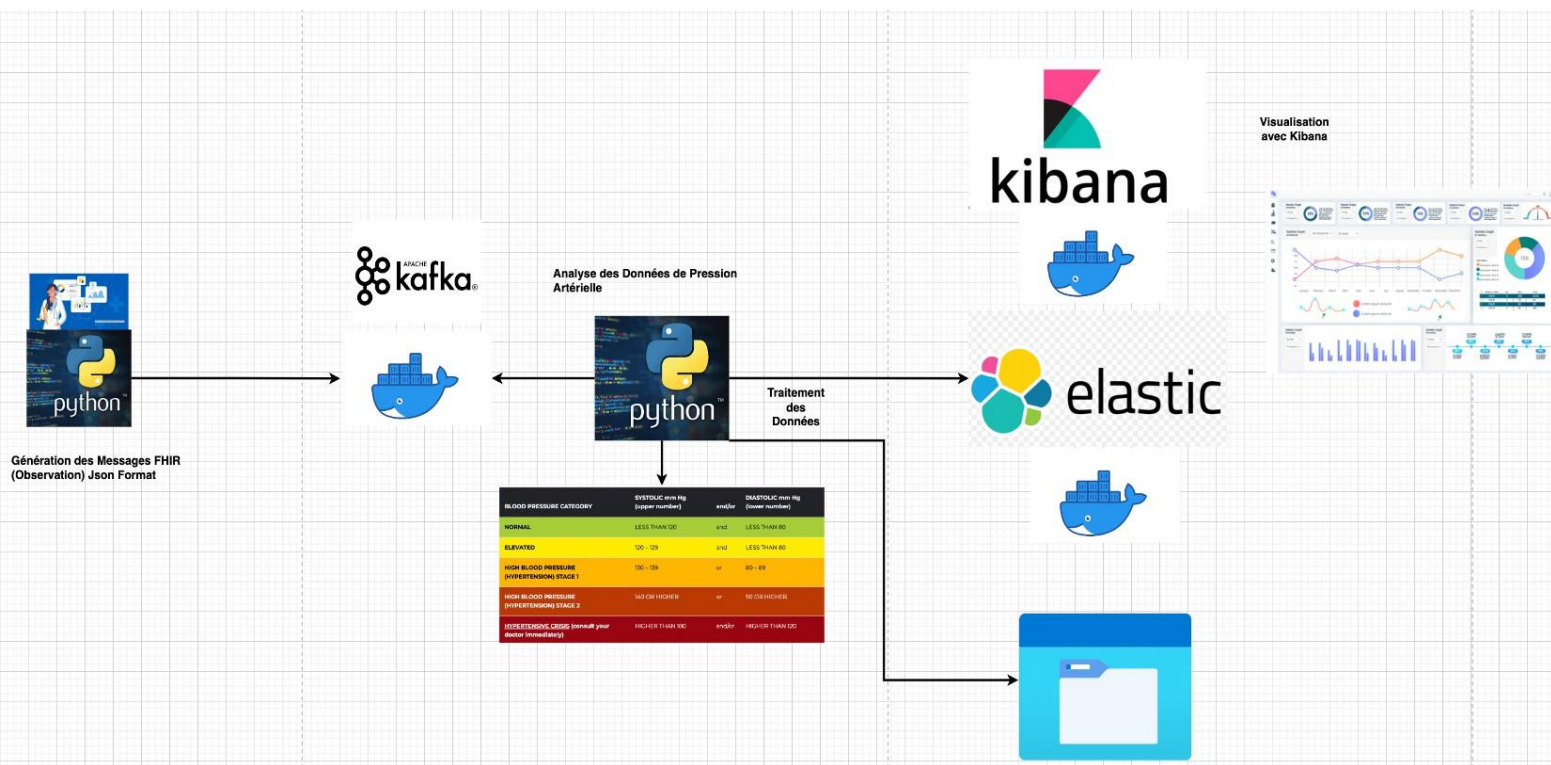 kibana
Visualisation
avec Kibana
APACHE
kafka®
Analyse des Données de Pression
Artérielle
python
python™
Traitement
des
Données
elastic
Génération des Messages FHIR
(Observation) Json Format
BLOOD PRESSURE CATEGORY
SYSTOLIC mm Hg
(upper number)
and/or
DIASTOLIC mm Hg
(lower number)
NORMAL
LESS THAN 120
and
LESS THAN 80
ELEVATED
120 – 129
and
LESS THAN 80
HIGH BLOOD PRESSURE
(HYPERTENSION) STAGE 1
130 – 139
or
80 – 89
HIGH BLOOD PRESSURE
(HYPERTENSION) STAGE 2
140 OR HIGHER
or
90 OR HIGHER
HYPERTENSIVE CRISIS (consult your
doctor immediately)
HIGHER THAN 180
and/or
HIGHER THAN 120